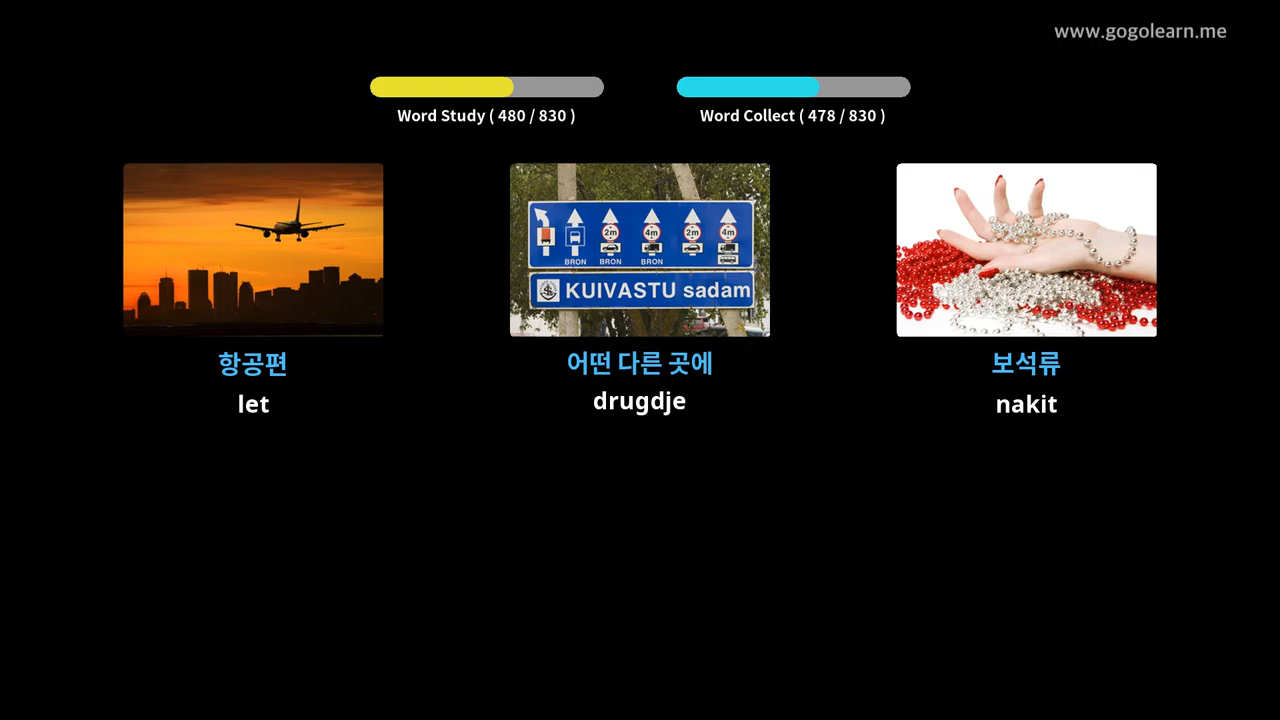 www.gogolearn.me
Word Study ( 480 / 830 )
Word Collect ( 478 / 830 )
2m 4m 2m 4m
BRON BRON BRON
KUIVASTU sadam
항공편
어떤 다른 곳에
보석류
let
drugdje
nakit